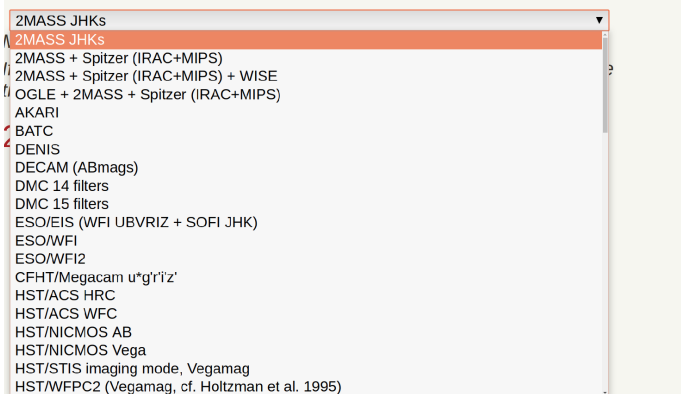 2MASS JHKs
2MASS JHKs
2MASS + Spitzer (IRAC+MIPS)
2MASS + Spitzer (IRAC+MIPS) + WISE
OGLE + 2MASS + Spitzer (IRAC+MIPS)
AKARI
BATC
DENIS
DECAM (ABmags)
DMC 14 filters
DMC 15 filters
ESO/EIS (WFI UBVRIZ + SOFI JHK)
ESO/WFI
ESO/WFI2
CFHT/Megacam u*g'r'i'z'
HST/ACS HRC
HST/ACS WFC
HST/NICMOS AB
HST/NICMOS Vega
HST/STIS imaging mode, Vegamag
HST/WFPC2 (Vegamag, cf. Holtzman et al. 1995)